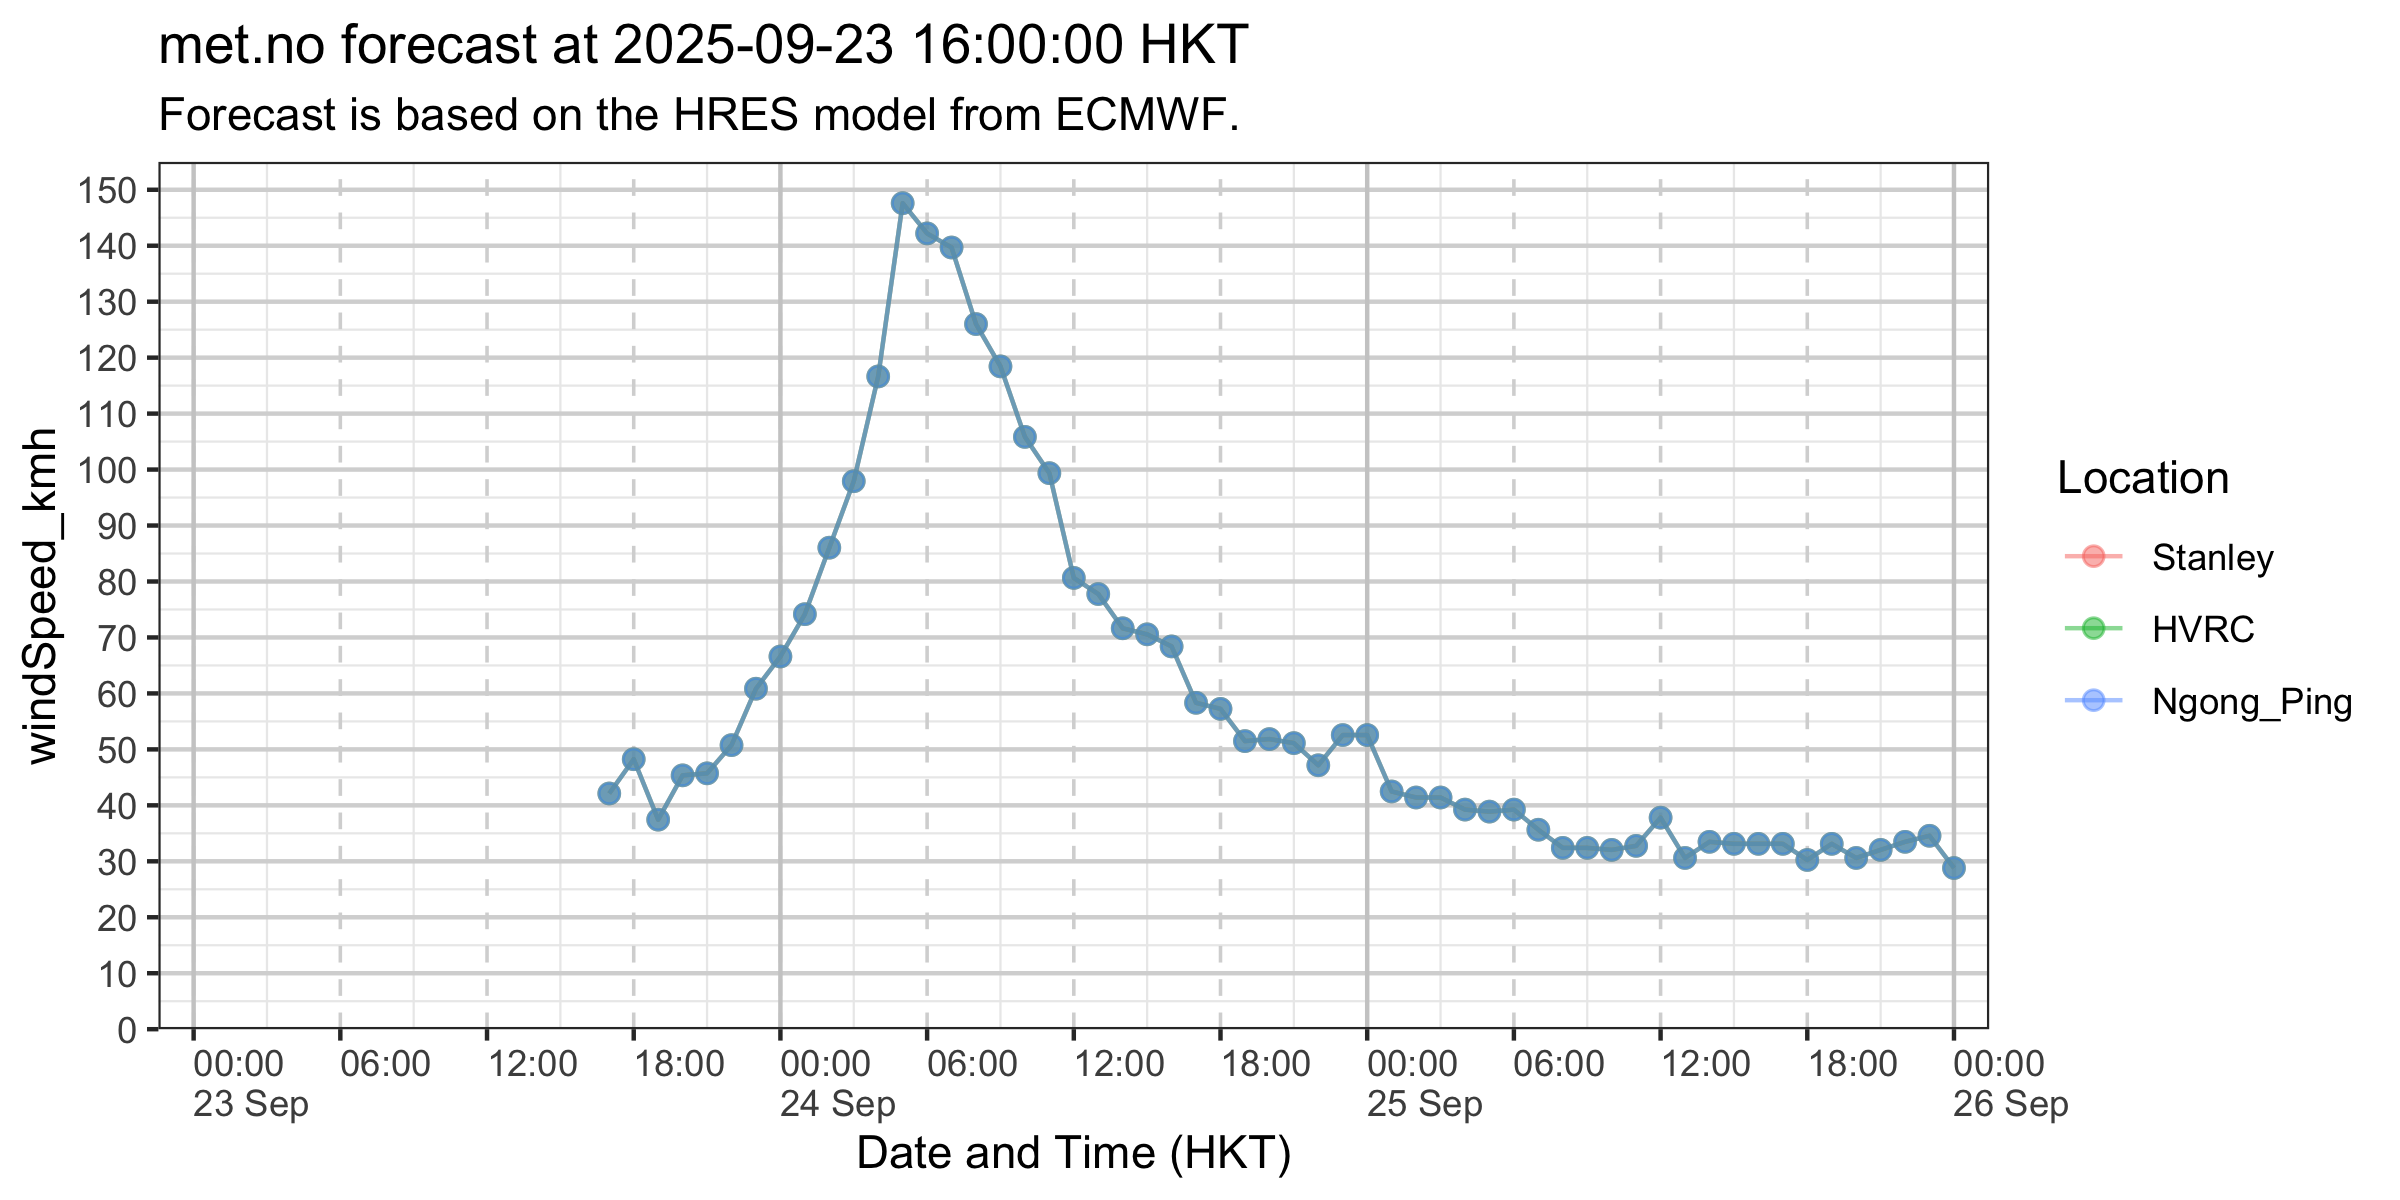 met.no forecast at 2025-09-23 16:00:00 HKT
Forecast is based on the HRES model from ECMWF.
windSpeed_kmh
150
140
130
120
110
100
90
80
70
60
50
40
30
20
10
0
00:00 06:00 12:00 18:00 00:00 06:00 12:00 18:00 00:00 06:00 12:00 18:00 00:00
23 Sep 24 Sep 25 Sep 26 Sep
Date and Time (HKT)
Location
Stanley
HVRC
Ngong_Ping